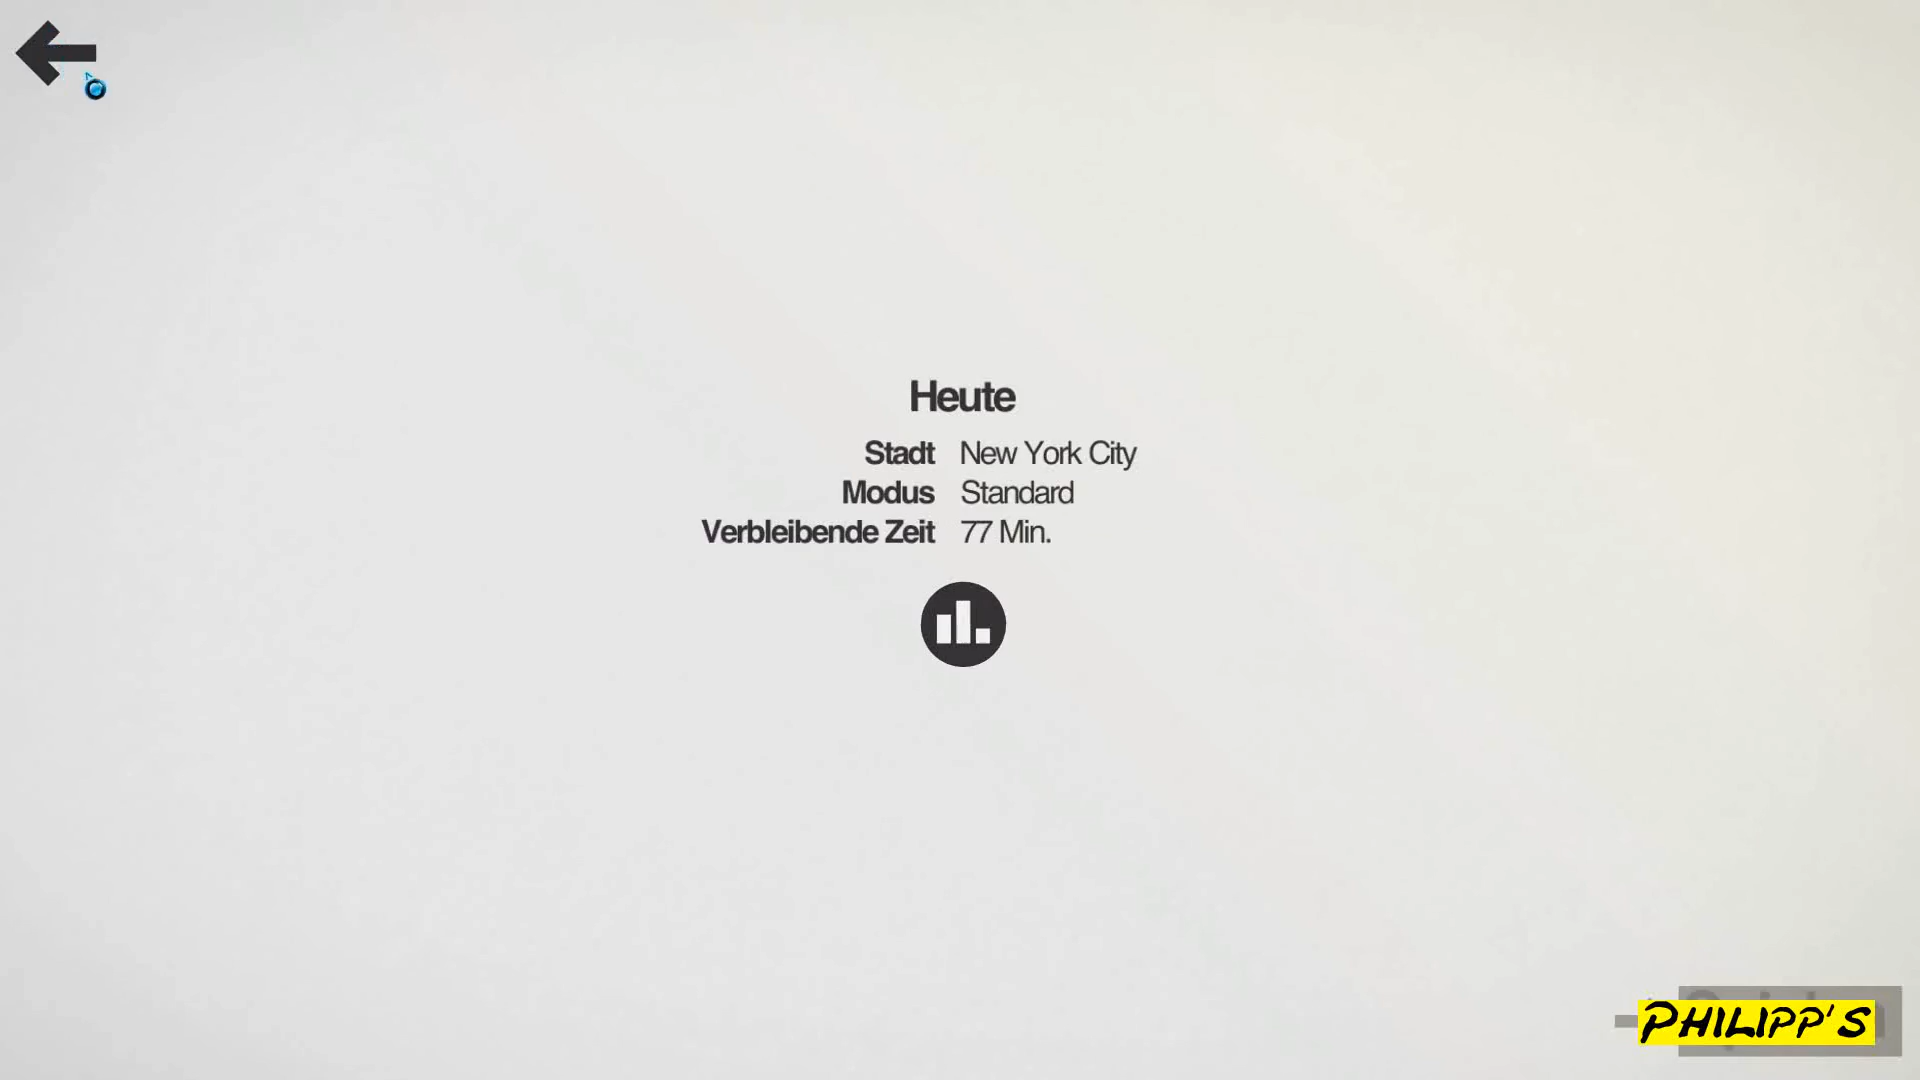 Heute
Stadt New York City
Modus Standard
Verbleibende Zeit 77 Min.
PHILIPP'S